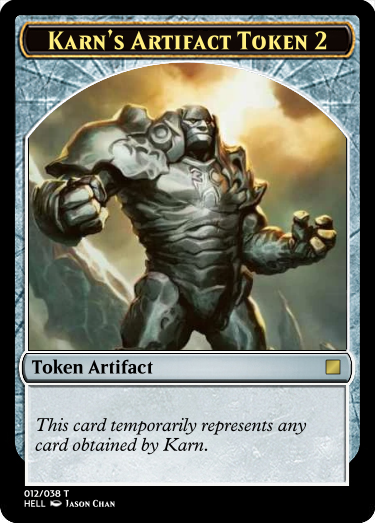 Karn's Artifact Token 2
Token Artifact
This card temporarily represents any
card obtained by Karn.
012/038 T
HELL Jason Chan